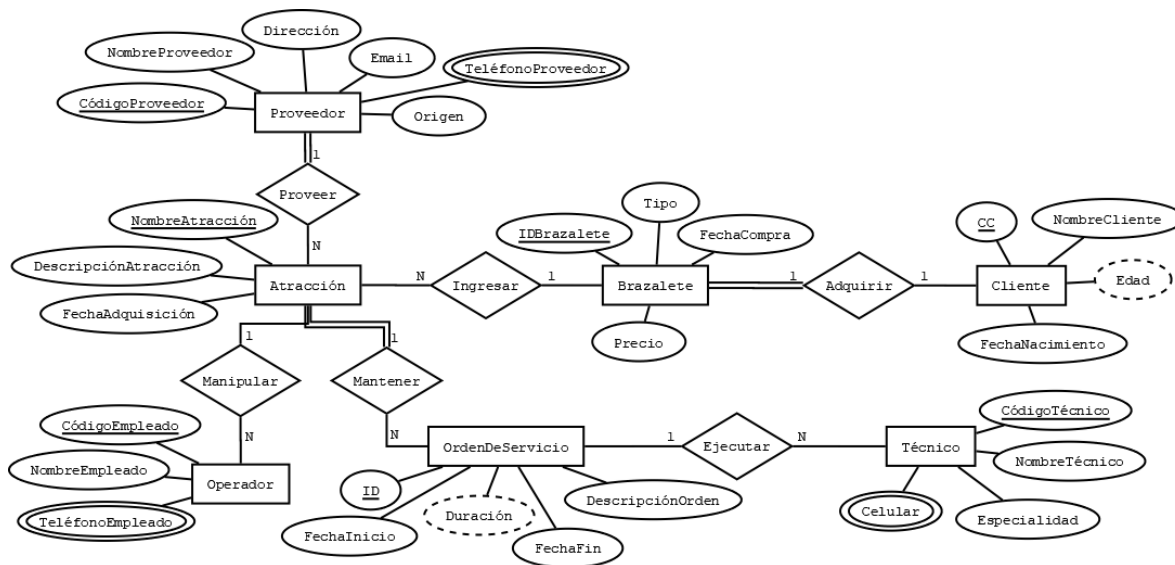 Dirección
NombreProveedor
Email
TeléfonoProveedor
CódigoProveedor
Proveedor
Origen
1
Proveer
N
NombreAtracción
DescripciónAtracción
Atracción
FechaAdquisición
N
Ingresar
1
Tipo
IDBrazalete
FechaCompra
Brazalete
Precio
1
Adquirir
1
CC
NombreCliente
Cliente
Edad
FechaNacimiento
1
Manipular
N
1
Mantener
N
CódigoEmpleado
NombreEmpleado
Operador
TeléfonoEmpleado
OrdenDeServicio
ID
FechaInicio
Duración
FechaFin
DescripciónOrden
1
Ejecutar
N
Técnico
CódigoTécnico
NombreTécnico
Celular
Especialidad